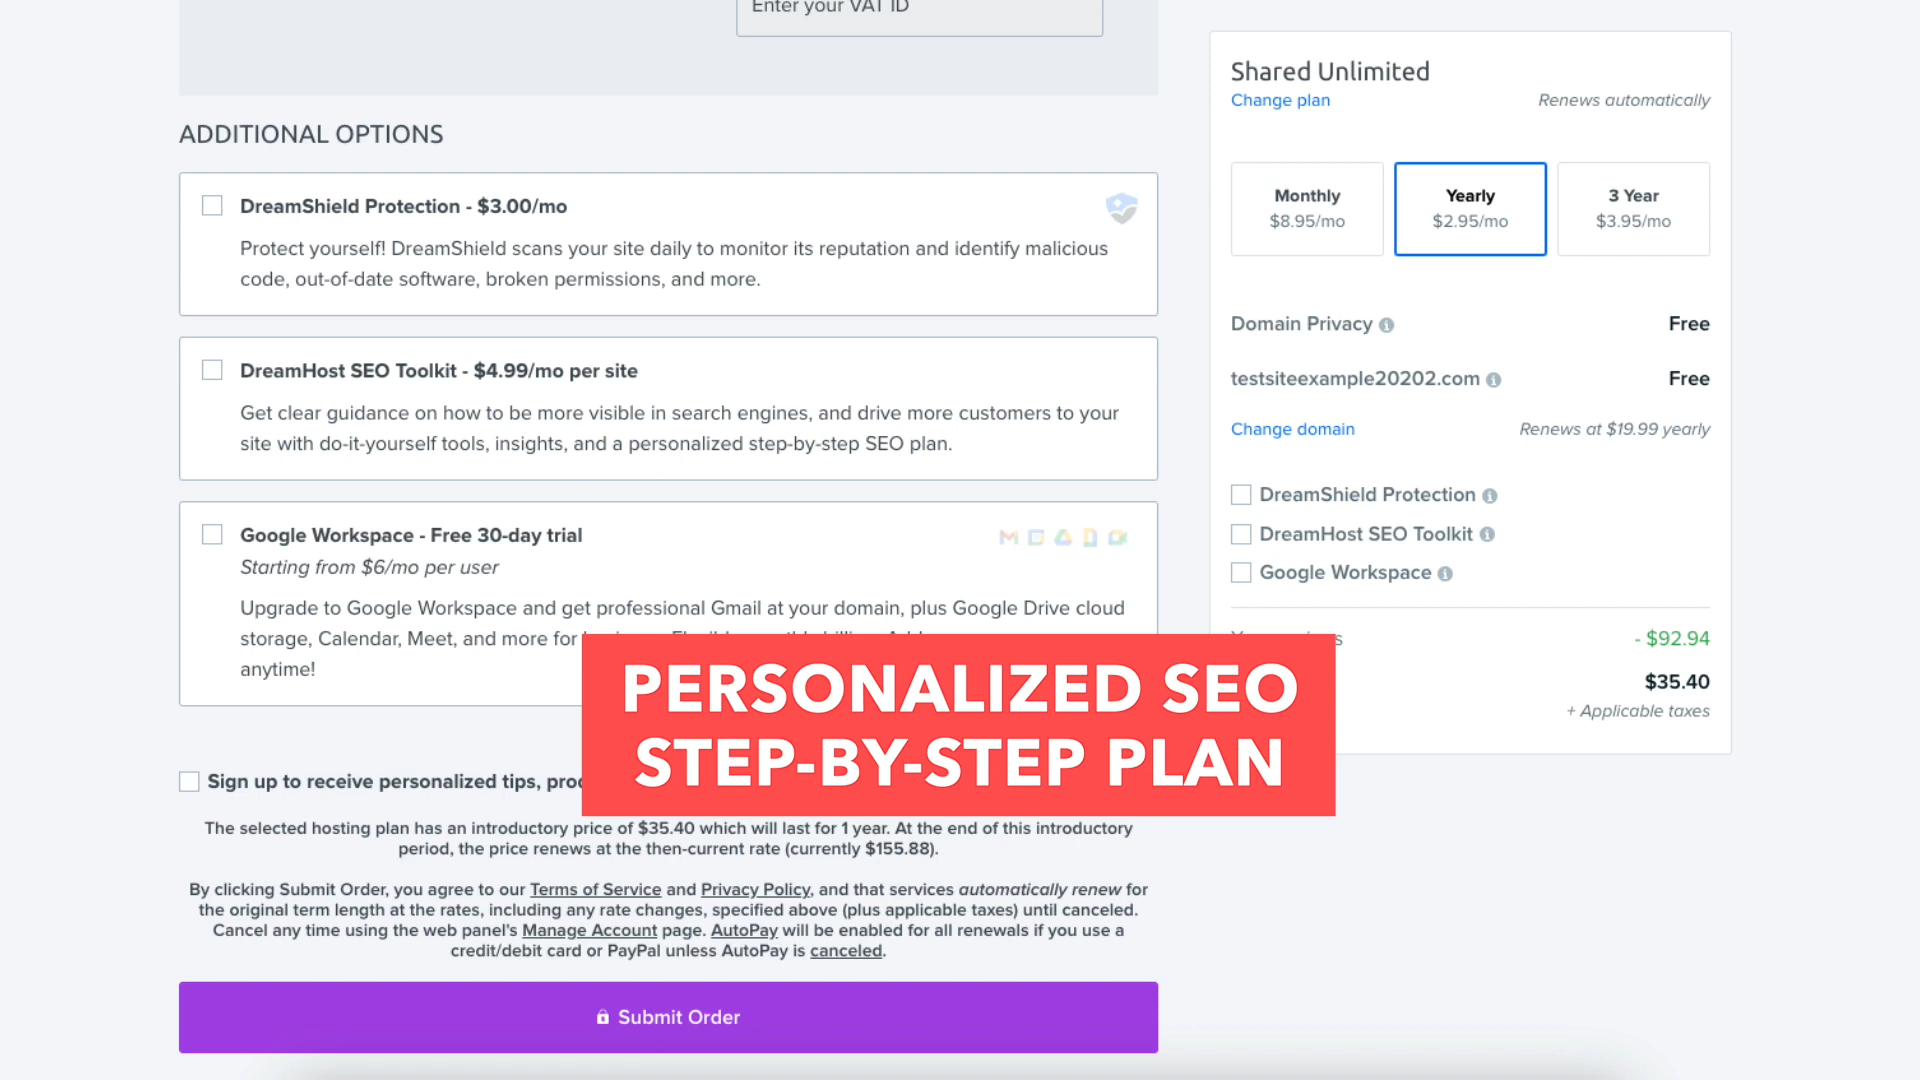 Enter your VAT ID
ADDITIONAL OPTIONS
DreamShield Protection - $3.00/mo
Protect yourself! DreamShield scans your site daily to monitor its reputation and identify malicious
code, out-of-date software, broken permissions, and more.
DreamHost SEO Toolkit - $4.99/mo per site
Get clear guidance on how to be more visible in search engines, and drive more customers to your
site with do-it-yourself tools, insights, and a personalized step-by-step SEO plan.
Google Workspace - Free 30-day trial
Starting from $6/mo per user
Upgrade to Google Workspace and get professional Gmail at your domain, plus Google Drive cloud
storage, Calendar, Meet, and more for
anytime!
Sign up to receive personalized tips,
The selected hosting plan has an introductory price of $35.40 which will last for 1 year. At the end of this introductory
period, the price renews at the then-current rate (currently $155.88).
By clicking Submit Order, you agree to our Terms of Service and Privacy Policy, and that services automatically renew for
the original term length at the rates, including any rate changes, specified above (plus applicable taxes) until canceled.
Cancel any time using the web panel's Manage Account page. AutoPay will be enabled for all renewals if you use a
credit/debit card or PayPal unless AutoPay is canceled.
Submit Order
Shared Unlimited
Change plan
Renews automatically
Monthly
$8.95/mo
Yearly
$2.95/mo
3 Year
$3.95/mo
Domain Privacy
Free
testsiteexample20202.com
Free
Change domain
Renews at $19.99 yearly
DreamShield Protection
DreamHost SEO Toolkit
Google Workspace
- $92.94
$35.40
+ Applicable taxes
PERSONALIZED SEO
STEP-BY-STEP PLAN